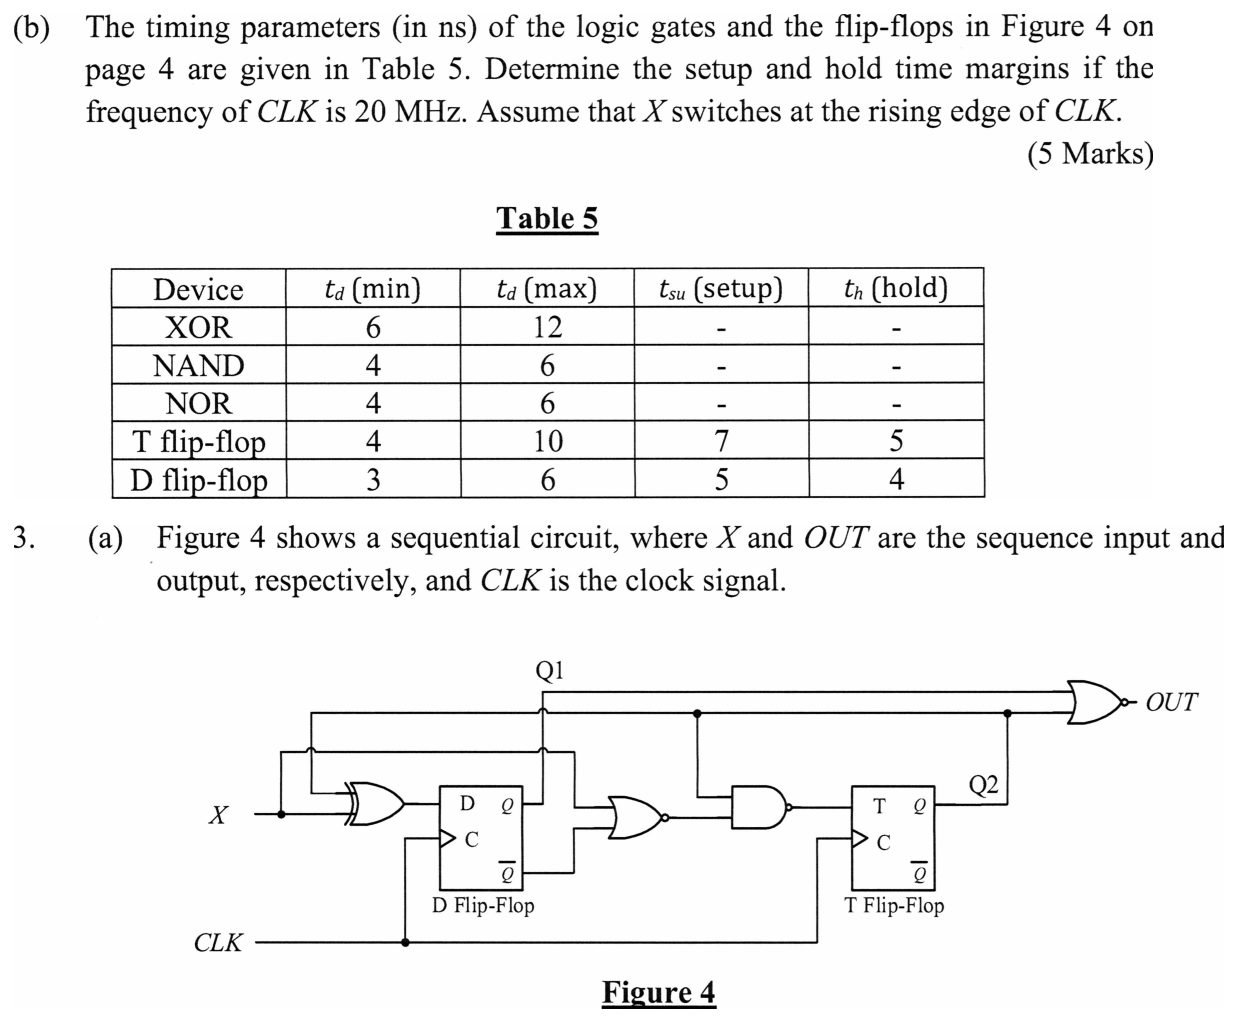 (b) The timing parameters (in ns) of the logic gates and the flip-flops in Figure 4 on
page 4 are given in Table 5. Determine the setup and hold time margins if the
frequency of CLK is 20 MHz. Assume that X switches at the rising edge of CLK.
(5 Marks)
Table 5
Device td (min) td (max) tsu (setup) th (hold)
XOR 6 12 - -
NAND 4 6 - -
NOR 4 6 - -
T flip-flop 4 10 7 5
D flip-flop 3 6 5 4
3. (a) Figure 4 shows a sequential circuit, where X and OUT are the sequence input and
output, respectively, and CLK is the clock signal.
Q1
OUT
Q2
X
D Q
C
Q̅
T Q
C
Q̅
D Flip-Flop
T Flip-Flop
CLK
Figure 4